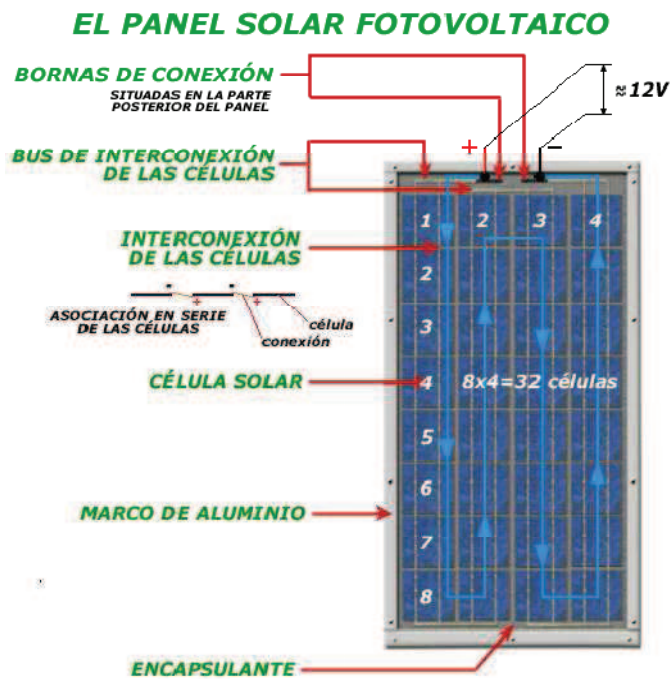 EL PANEL SOLAR FOTOVOLTAICO
BORNAS DE CONEXIÓN
SITUADAS EN LA PARTE
POSTERIOR DEL PANEL
≈12V
+ −
BUS DE INTERCONEXIÓN
DE LAS CÉLULAS
1 2 3 4
INTERCONEXIÓN
DE LAS CÉLULAS
2
ASOCIACIÓN EN SERIE
DE LAS CÉLULAS
+ +
célula
conexión
3
CÉLULA SOLAR
4
8x4=32 células
5
6
MARCO DE ALUMINIO
7
8
ENCAPSULANTE